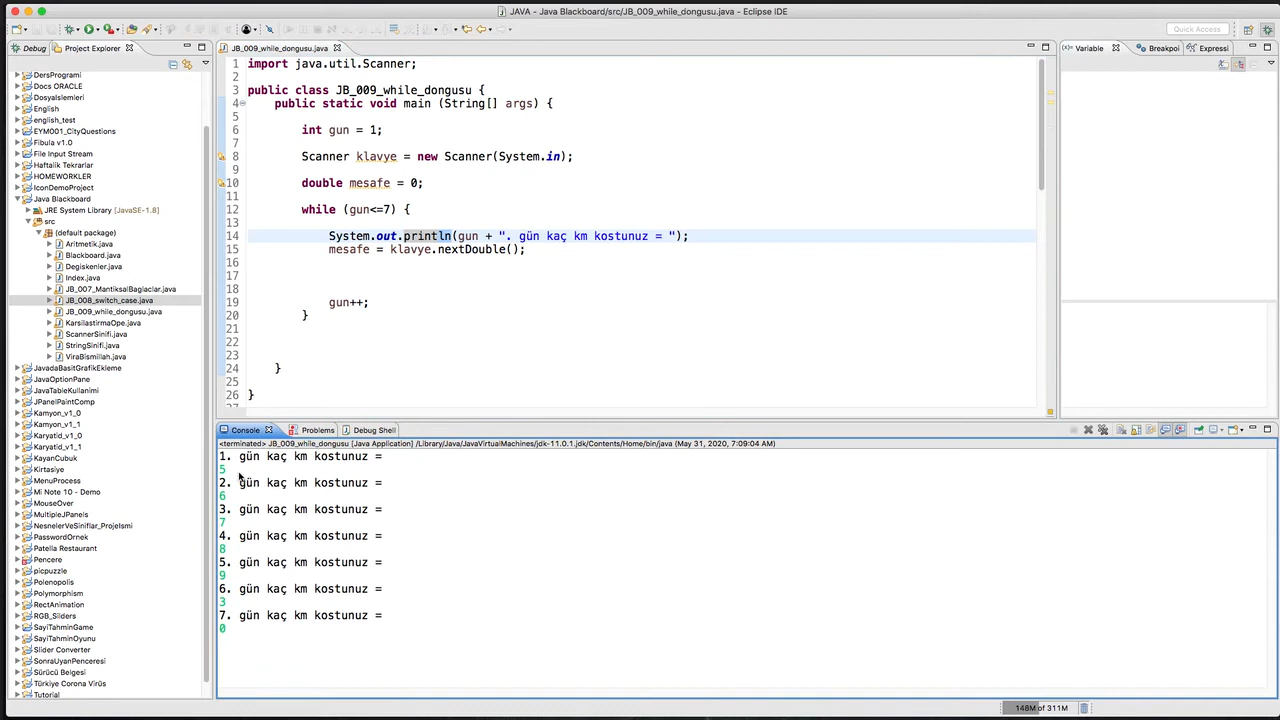 JAVA - Java Blackboard/src/JB_009_while_dongusu.java - Eclipse IDE
Quick Access
Debug
Project Explorer
DersProgrami
Docs ORACLE
Dosyaislemleri
English
english_test
EYM001_CityQuestions
Fibula v1.0
File Input Stream
Haftalik Tekrarlar
HOMEWORKLER
IconDemoProject
Java Blackboard
JRE System Library [JavaSE-1.8]
src
(default package)
Aritmetik.java
Blackboard.java
Degiskenler.java
Index.java
JB_007_MantiksalBaglaclar.java
JB_008_switch_case.java
JB_009_while_dongusu.java
KarsilastirmaOpe.java
ScannerSinifi.java
StringSinifi.java
ViraBismillah.java
JavadaBasitGrafikEkleme
JavaOptionPane
JavaTableKullanimi
JPanelPaintComp
Kamyon_v1_0
Kamyon_v1_1
Karyatid_v1_0
Karyatid_v1_1
KayanCubuk
Kirtasiye
MenuProcess
Mi Note 10 - Demo
MouseOver
MultipleJPanels
NesnelerVeSiniflar_Projelsmi
PasswordOrnek
Patella Restaurant
Pencere
picpuzzle
Polenopolis
Polymorphism
RectAnimation
RGB_Sliders
SayiTahminGame
SayiTahminOyunu
Slider Converter
SonraUyanPenceresi
Sürücü Belgesi
Türkiye Corona Virüs
Tutorial
JB_009_while_dongusu.java
1 import java.util.Scanner;
2
3 public class JB_009_while_dongusu {
4 public static void main (String[] args) {
5
6 int gun = 1;
7
8 Scanner klavye = new Scanner(System.in);
9
10 double mesafe = 0;
11
12 while (gun<=7) {
13
14 System.out.println(gun + ". gün kaç km kostunuz = ");
15 mesafe = klavye.nextDouble();
16
17
18
19 gun++;
20 }
21
22
23
24 }
25
26 }
27
Variable
Breakpoi
Expressi
Console
Problems
Debug Shell
<terminated> JB_009_while_dongusu [Java Application] /Library/Java/JavaVirtualMachines/jdk-11.0.1.jdk/Contents/Home/bin/java (May 31, 2020, 7:09:04 AM)
1. gün kaç km kostunuz =
5
2. gün kaç km kostunuz =
6
3. gün kaç km kostunuz =
7
4. gün kaç km kostunuz =
8
5. gün kaç km kostunuz =
9
6. gün kaç km kostunuz =
3
7. gün kaç km kostunuz =
0
148M of 311M